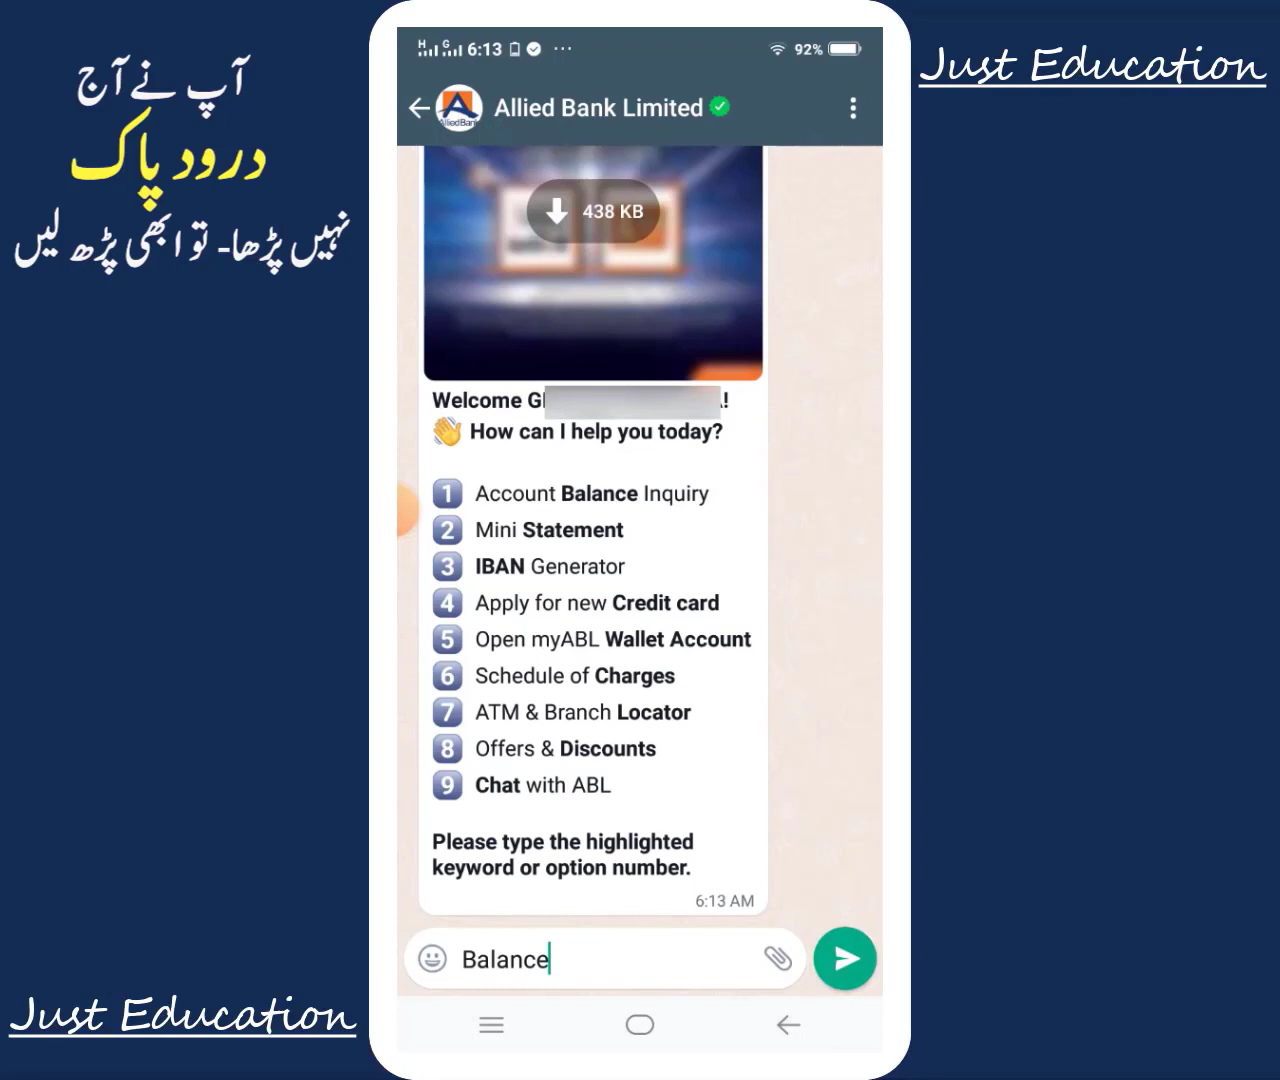 آپ نے آج
درود پاک
نہیں پڑھا۔ تو ابھی پڑھ لیں
Just Education
H G 6:13 ... 92%
Allied Bank Limited
AlliedBank
438 KB
Welcome G !
👋 How can I help you today?
1 Account Balance Inquiry
2 Mini Statement
3 IBAN Generator
4 Apply for new Credit card
5 Open myABL Wallet Account
6 Schedule of Charges
7 ATM & Branch Locator
8 Offers & Discounts
9 Chat with ABL
Please type the highlighted
keyword or option number.
6:13 AM
Balance
Just Education